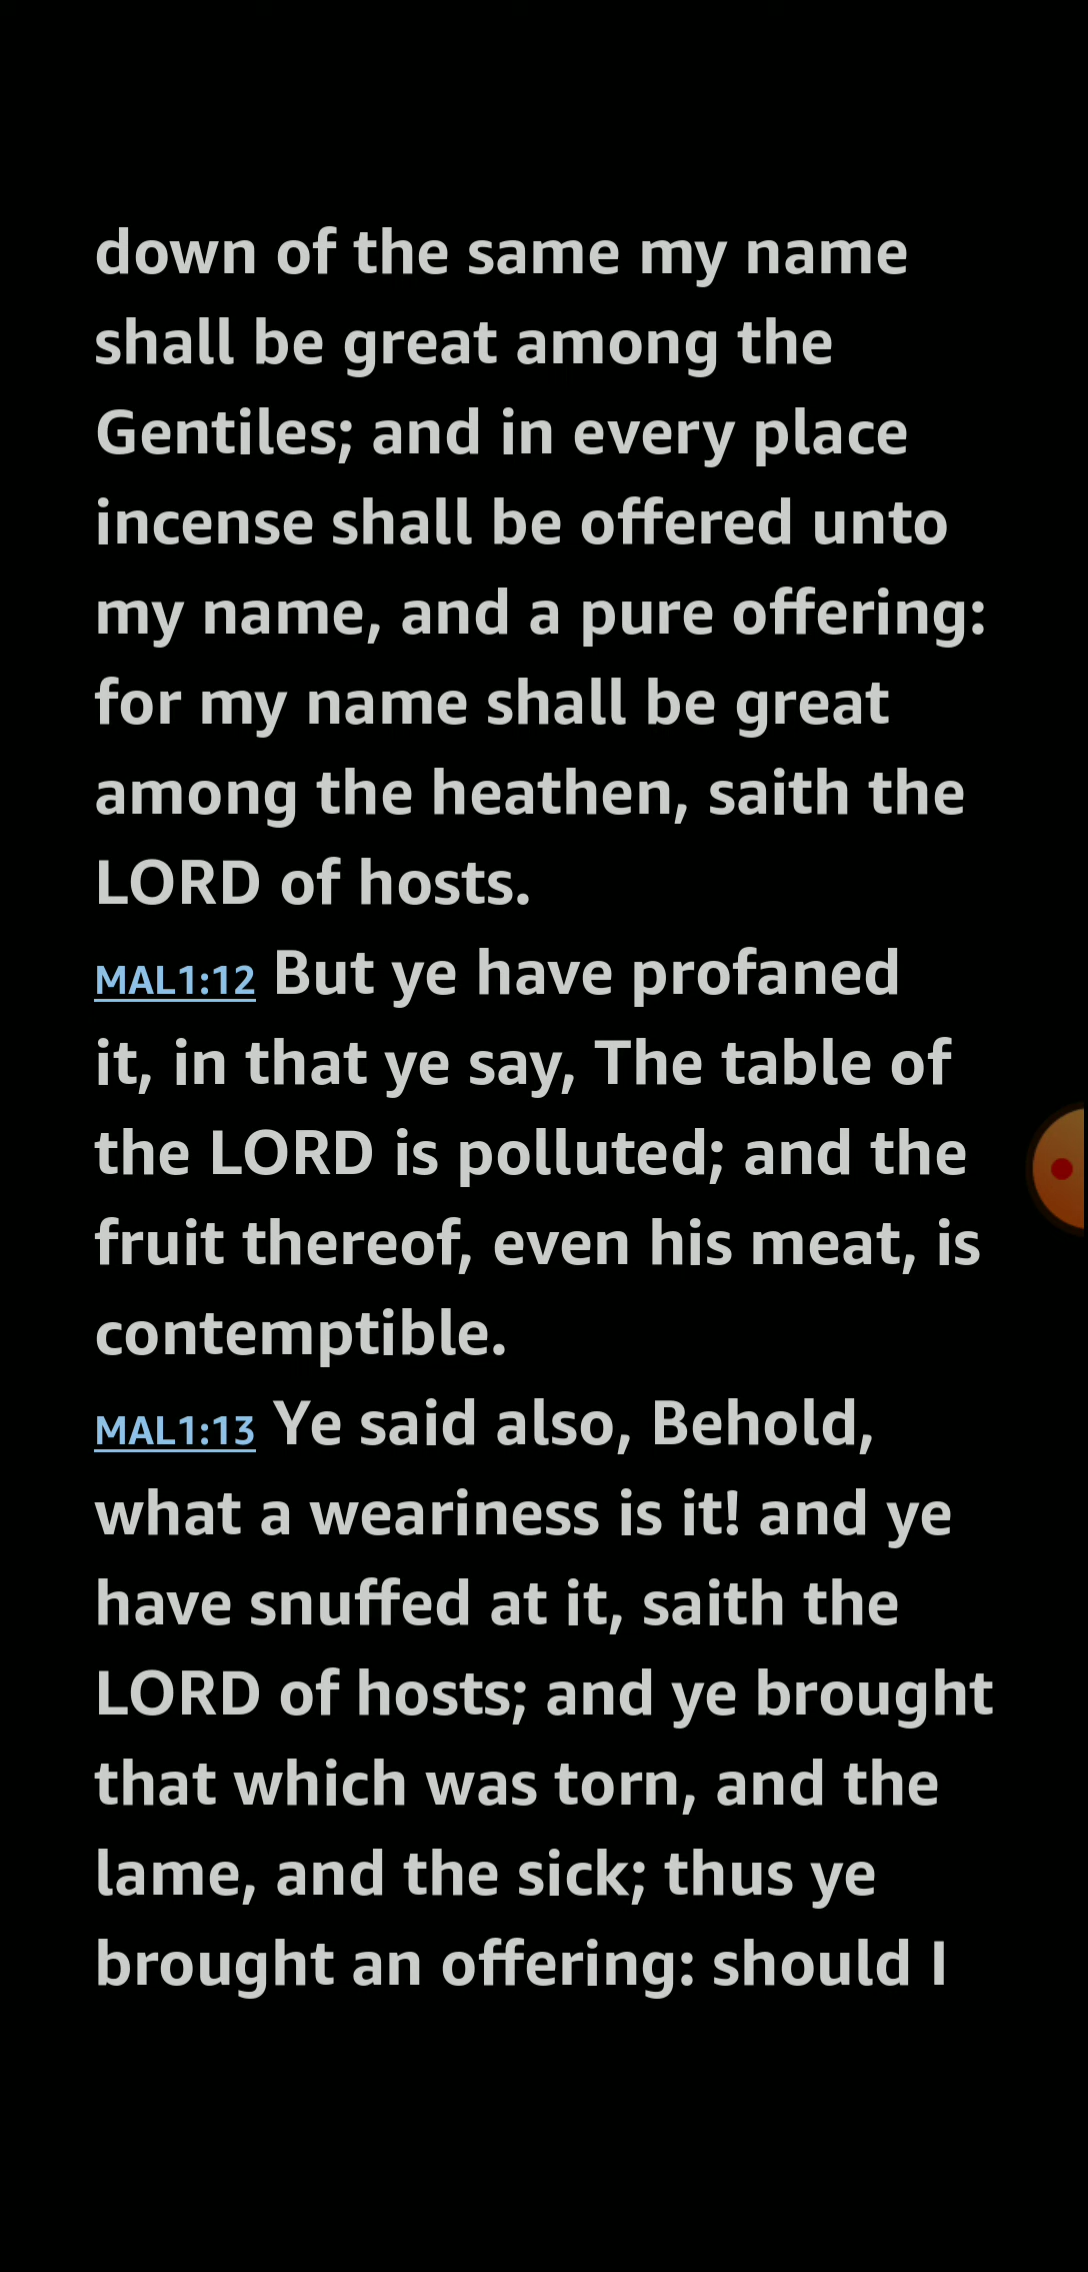 down of the same my name
shall be great among the
Gentiles; and in every place
incense shall be offered unto
my name, and a pure offering:
for my name shall be great
among the heathen, saith the
LORD of hosts.
MAL1:12 But ye have profaned
it, in that ye say, The table of
the LORD is polluted; and the
fruit thereof, even his meat, is
contemptible.
MAL1:13 Ye said also, Behold,
what a weariness is it! and ye
have snuffed at it, saith the
LORD of hosts; and ye brought
that which was torn, and the
lame, and the sick; thus ye
brought an offering: should I